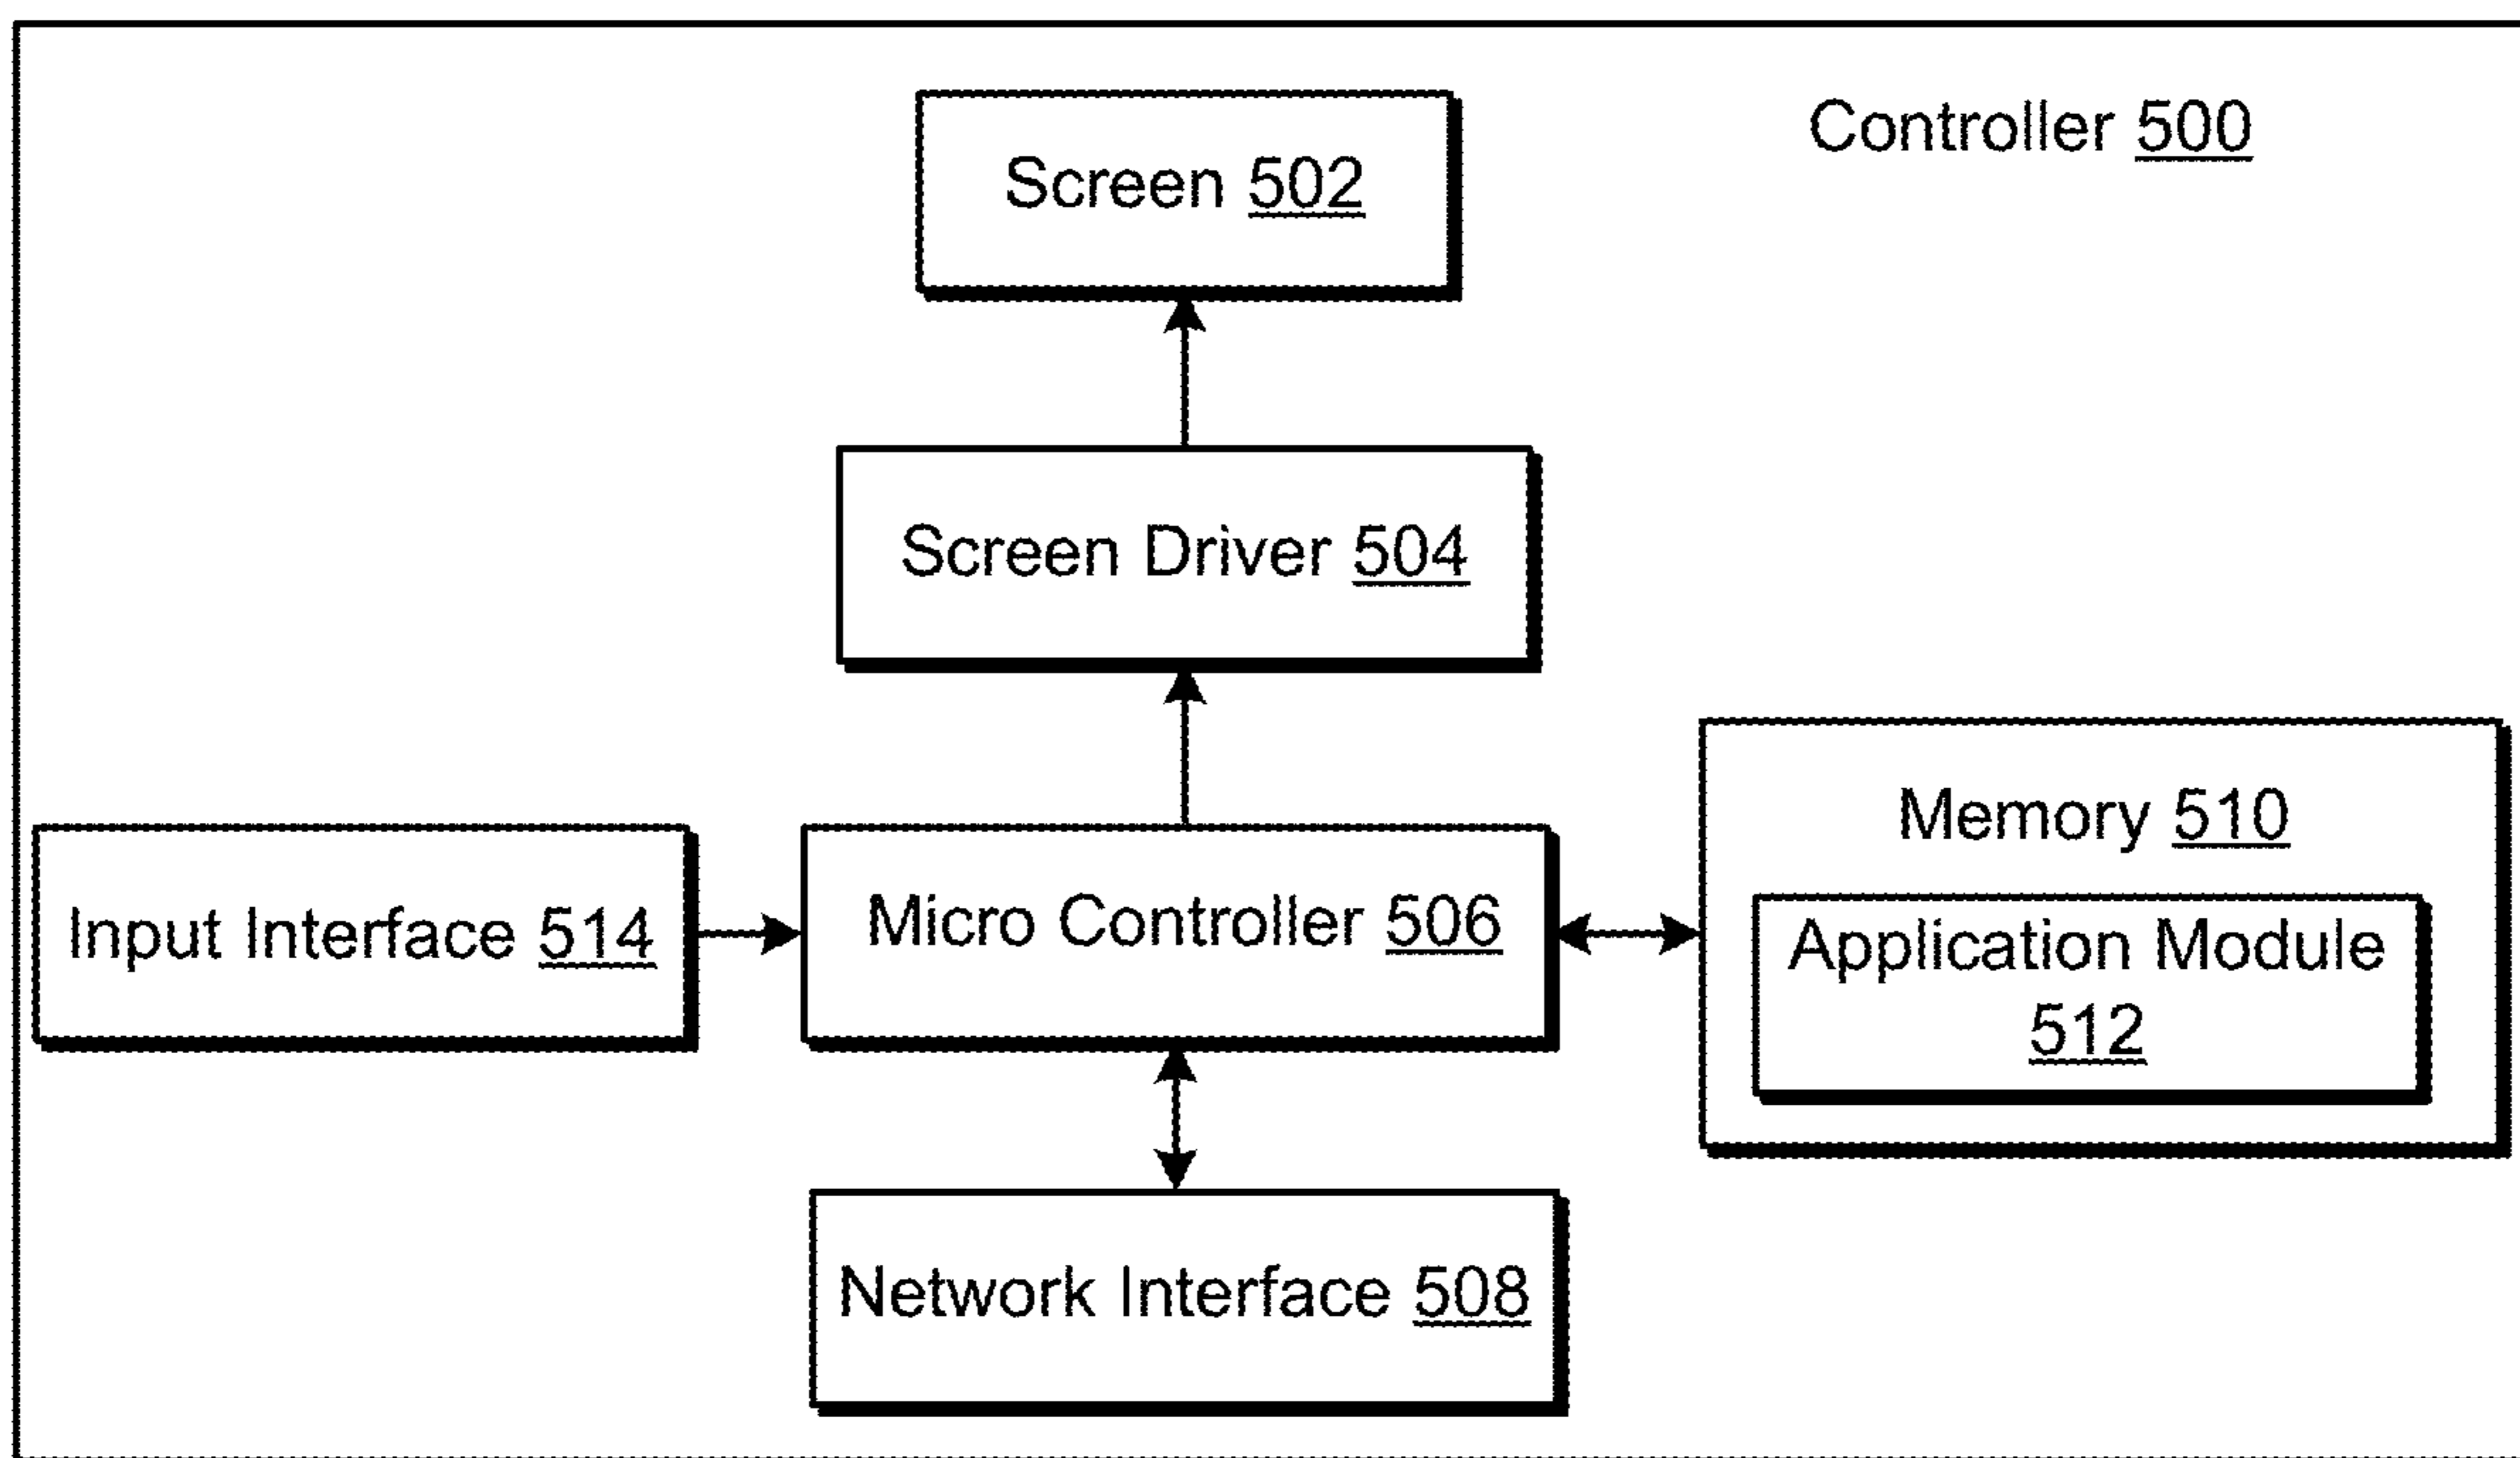 Controller 500
Screen 502
Screen Driver 504
Memory 510
Input Interface 514
Micro Controller 506
Application Module
512
Network Interface 508